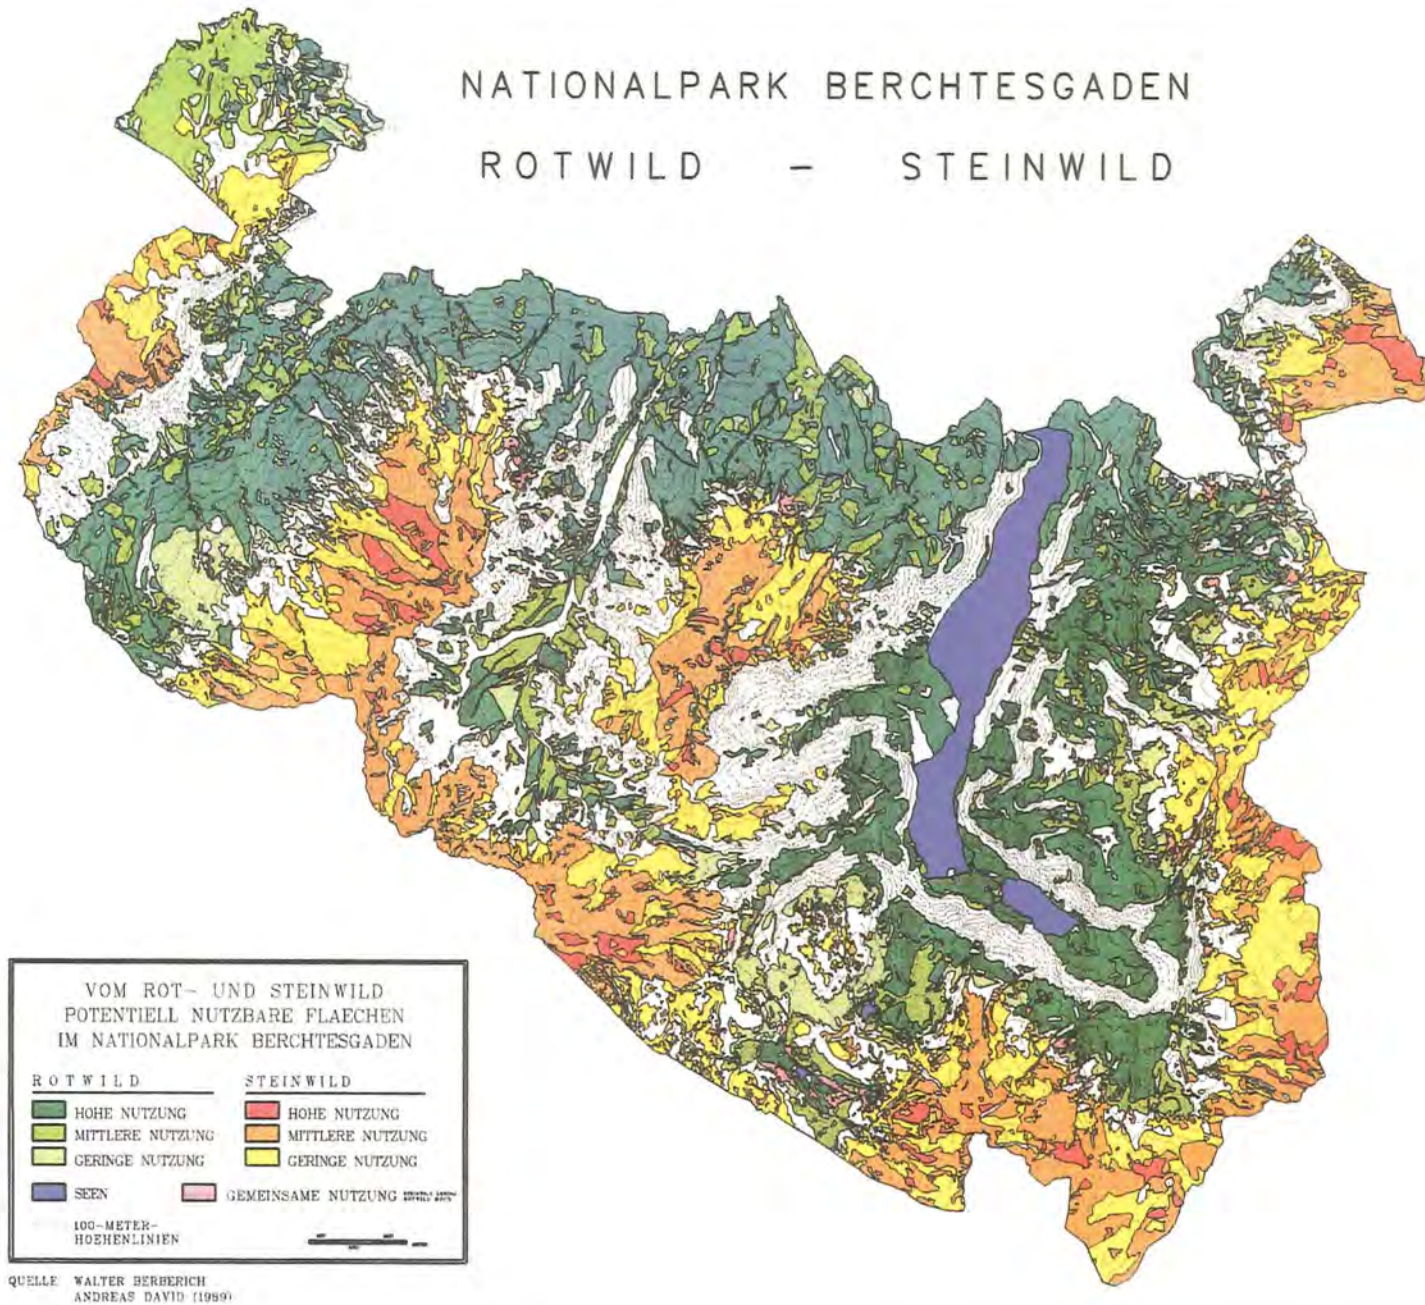 NATIONALPARK BERCHTESGADEN
ROTWILD - STEINWILD
VOM ROT- UND STEINWILD
POTENTIELL NUTZBARE FLAECHEN
IM NATIONALPARK BERCHTESGADEN
ROTWILD
HOHE NUTZUNG
MITTLERE NUTZUNG
GERINGE NUTZUNG
STEINWILD
HOHE NUTZUNG
MITTLERE NUTZUNG
GERINGE NUTZUNG
SEEN
GEMEINSAME NUTZUNG
100-METER-
HOEHENLINIEN
QUELLE WALTER BERBERICH
ANDREAS DAVID (1989)